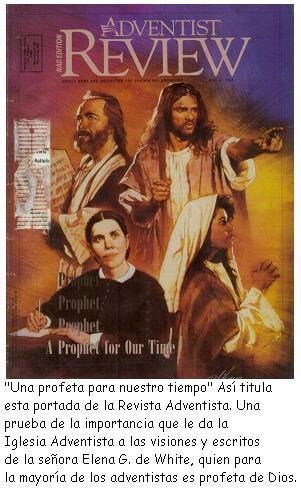 ADVENTIST
REVIEW
NAD EDITION
Prophet
Prophet,
Prophet
A Prophet for Our Time
"Una profeta para nuestro tiempo" Así titula
esta portada de la Revista Adventista. Una
prueba de la importancia que le da la
Iglesia Adventista a las visiones y escritos
de la señora Elena G. de White, quien para
la mayoría de los adventistas es profeta de Dios.